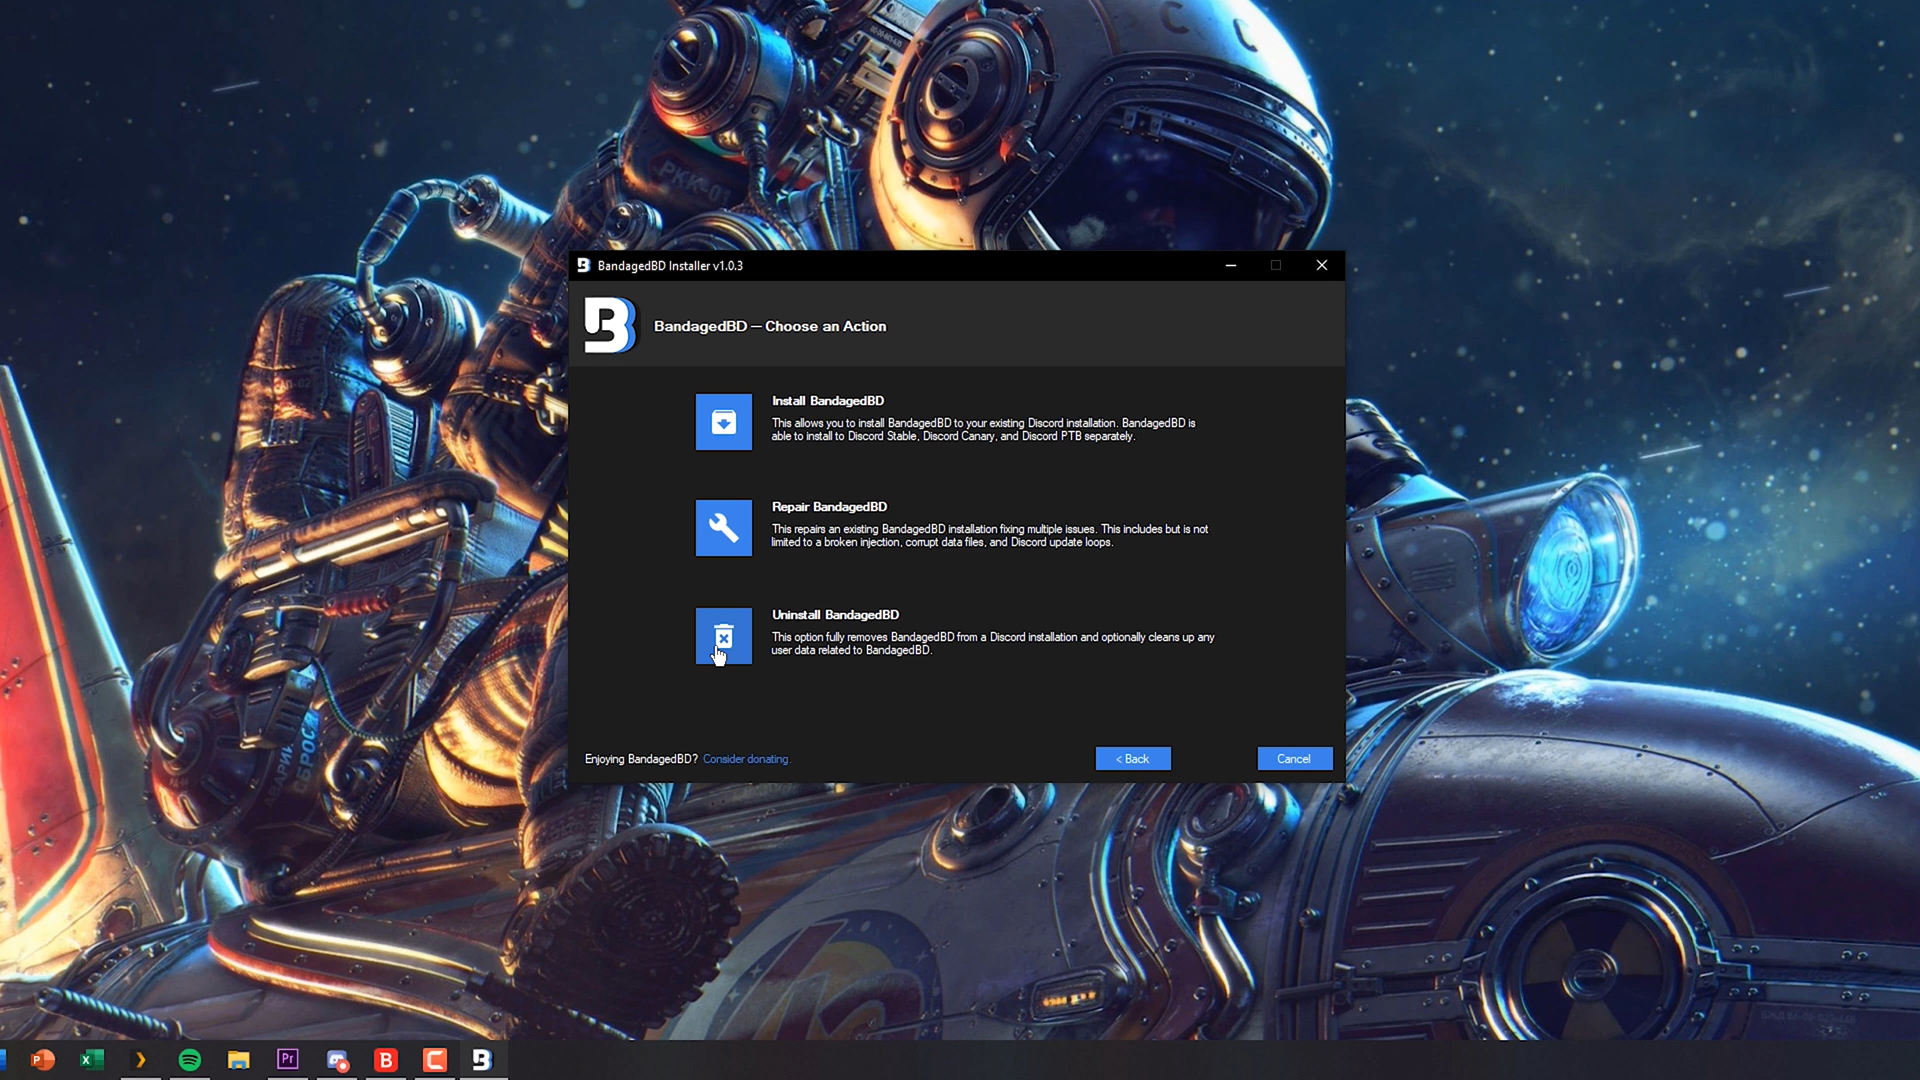 C C
РКК-01
BandagedBD Installer v1.0.3
BandagedBD — Choose an Action
Install BandagedBD
This allows you to install BandagedBD to your existing Discord installation. BandagedBD is
able to install to Discord Stable, Discord Canary, and Discord PTB separately.
Repair BandagedBD
This repairs an existing BandagedBD installation fixing multiple issues. This includes but is not
limited to a broken injection, corrupt data files, and Discord update loops.
Uninstall BandagedBD
This option fully removes BandagedBD from a Discord installation and optionally cleans up any
user data related to BandagedBD.
Enjoying BandagedBD? Consider donating.
< Back
Cancel
Pr
B